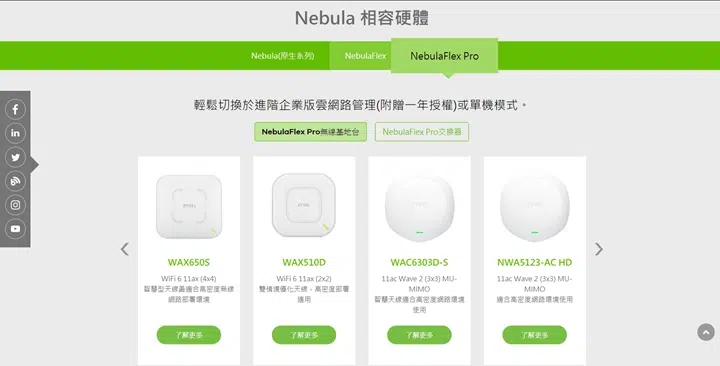 Nebula 相容硬體
Nebula(原生系列)
NebulaFlex
NebulaFlex Pro
輕鬆切換於進階企業版雲網路管理(附贈一年授權)或單機模式。
NebulaFlex Pro無線基地台
NebulaFlex Pro交換器
ZYXEL
ZYXEL
ZYXEL
ZYXEL
WAX650S
WiFi 6 11ax (4x4)
智慧型天線最適合高密度無線
網路部署環境
了解更多
WAX510D
WiFi 6 11ax (2x2)
雙情境優化天線，高密度部署
適用
了解更多
WAC6303D-S
11ac Wave 2 (3x3) MU-
MIMO
智慧天線適合高密度網路環境
使用
了解更多
NWA5123-AC HD
11ac Wave 2 (3x3) MU-
MIMO
適合高密度網路環境使用
了解更多